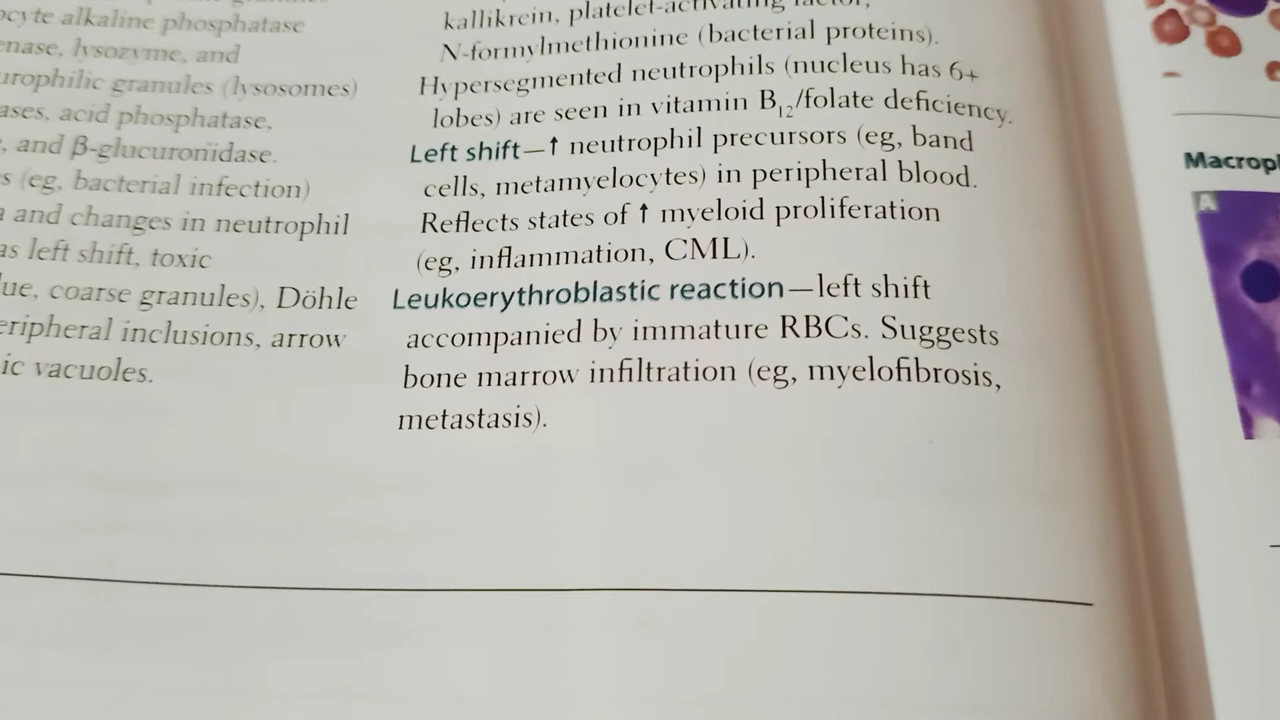 ocyte alkaline phosphatase
enase, lysozyme, and
urophilic granules (lysosomes)
ases, acid phosphatase,
, and β-glucuronidase.
s (eg, bacterial infection)
a and changes in neutrophil
as left shift, toxic
lue, coarse granules), Döhle
eripheral inclusions, arrow
ic vacuoles.
kallikrein, platelet-activating factor,
N-formylmethionine (bacterial proteins).
Hypersegmented neutrophils (nucleus has 6+
lobes) are seen in vitamin B12/folate deficiency.
Left shift—↑ neutrophil precursors (eg, band
cells, metamyelocytes) in peripheral blood.
Reflects states of ↑ myeloid proliferation
(eg, inflammation, CML).
Leukoerythroblastic reaction—left shift
accompanied by immature RBCs. Suggests
bone marrow infiltration (eg, myelofibrosis,
metastasis).
Macrop
A